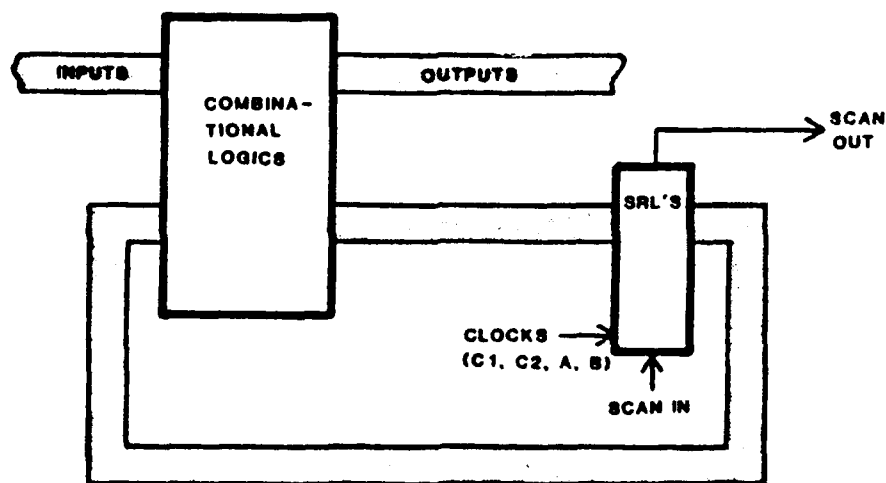 INPUTS
OUTPUTS
COMBINA-
TIONAL
LOGICS
SCAN
OUT
SRL'S
CLOCKS
(C1, C2, A, B)
SCAN IN